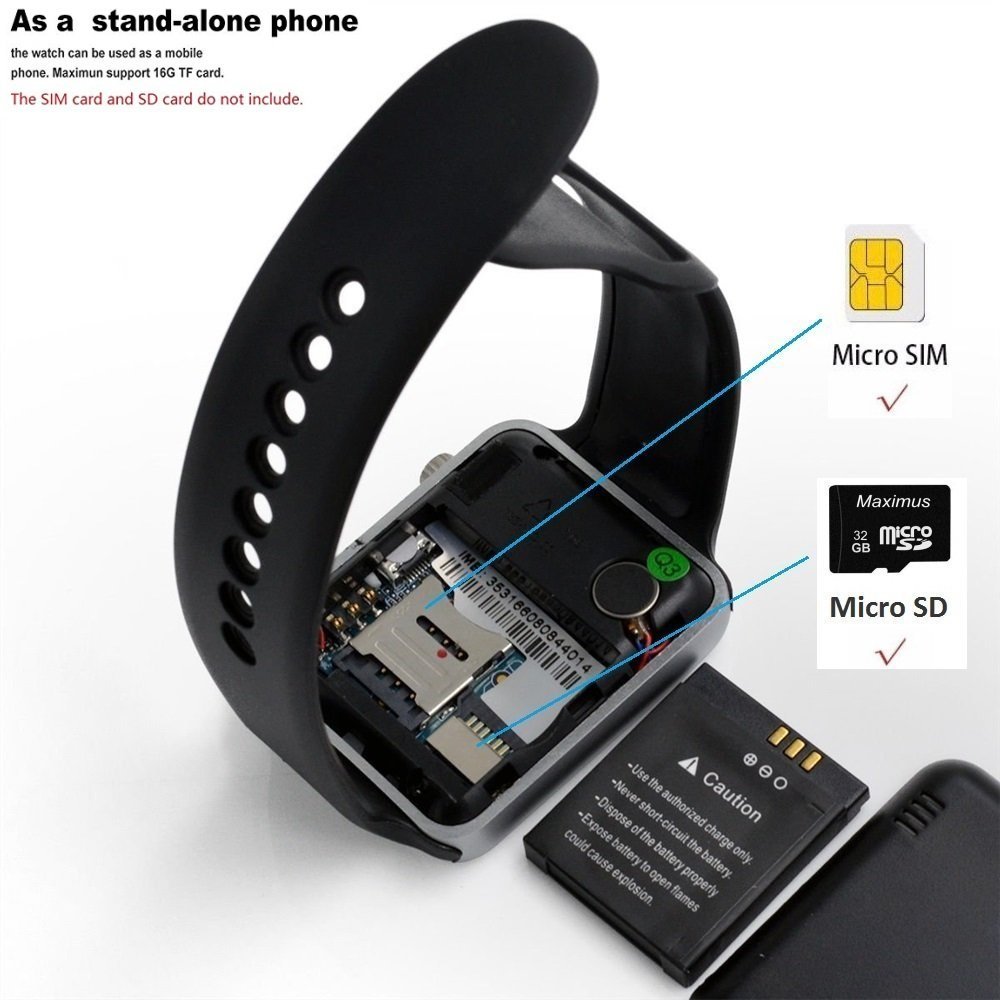 As a stand-alone phone
the watch can be used as a mobile
phone. Maximun support 16G TF card.
The SIM card and SD card do not include.
Micro SIM
Maximus
32
GB
micro
SD
Micro SD
Q3
IMEI: 353166080844014
Caution
-Use the authorized charge only.
-Never short-circuit the battery.
-Dispose of the battery properly
-Expose battery to open flames
could cause explosion.